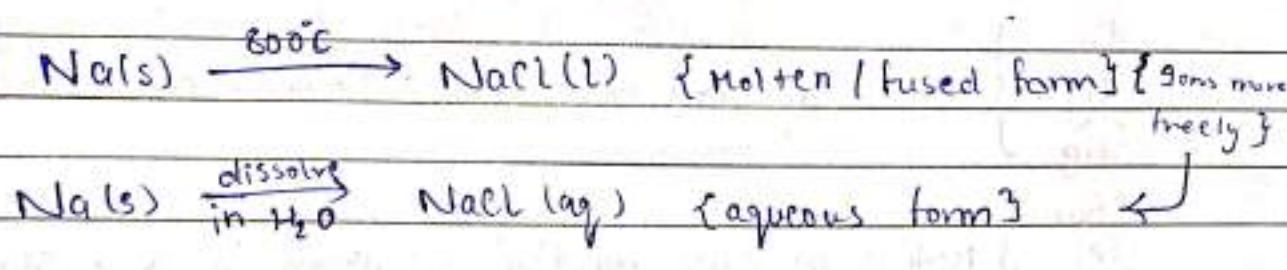 Na(s) 800°C → NaCl(l) {Molten / fused form} {Ions move freely}
Na(s) dissolve in H₂O → NaCl (aq) {aqueous form} ↵